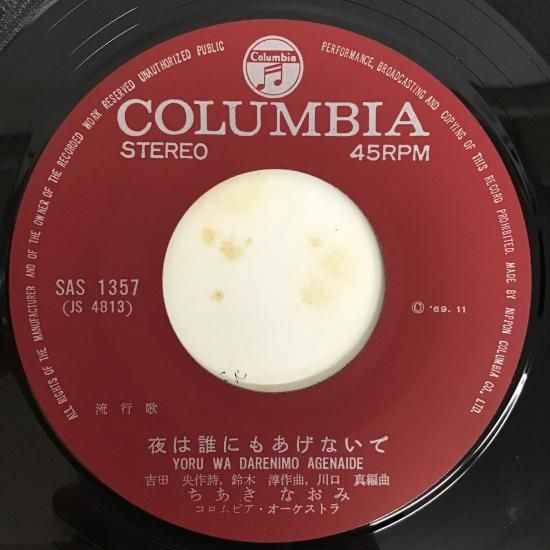 ALL RIGHTS OF THE MANUFACTURER AND OF THE OWNER OF THE RECORDED WORK RESERVED UNAUTHORIZED PUBLIC PERFORMANCE, BROADCASTING AND COPYING OF THIS RECORD PROHIBITED. MADE BY NIPPON COLUMBIA CO., LTD.
Columbia
COLUMBIA
STEREO 45RPM
SAS 1357
(JS 4813)
Ⓒ '69. 11
流行歌
夜は誰にもあげないで
YORU WA DARENIMO AGENAIDE
吉田 央作詩, 鈴木 淳作曲, 川口 真編曲
ちあき なおみ
コロムビア・オーケストラ